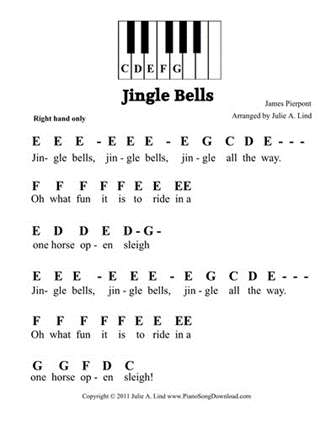 C D E F G
Jingle Bells
James Pierpont
Right hand only
Arranged by Julie A. Lind
E E E - E E E - E G C D E - - -
Jin- gle bells, jin - gle bells, jin - gle all the way.
F F F F F E E EE
Oh what fun it is to ride in a
E D D E D - G -
one horse op - en sleigh
E E E - E E E - E G C D E - - -
Jin- gle bells, jin - gle bells, jin - gle all the way.
F F F F F E E EE
Oh what fun it is to ride in a
G G F D C
one horse op - en sleigh!
Copyright © 2011 Julie A. Lind • PianoSongDownload.com